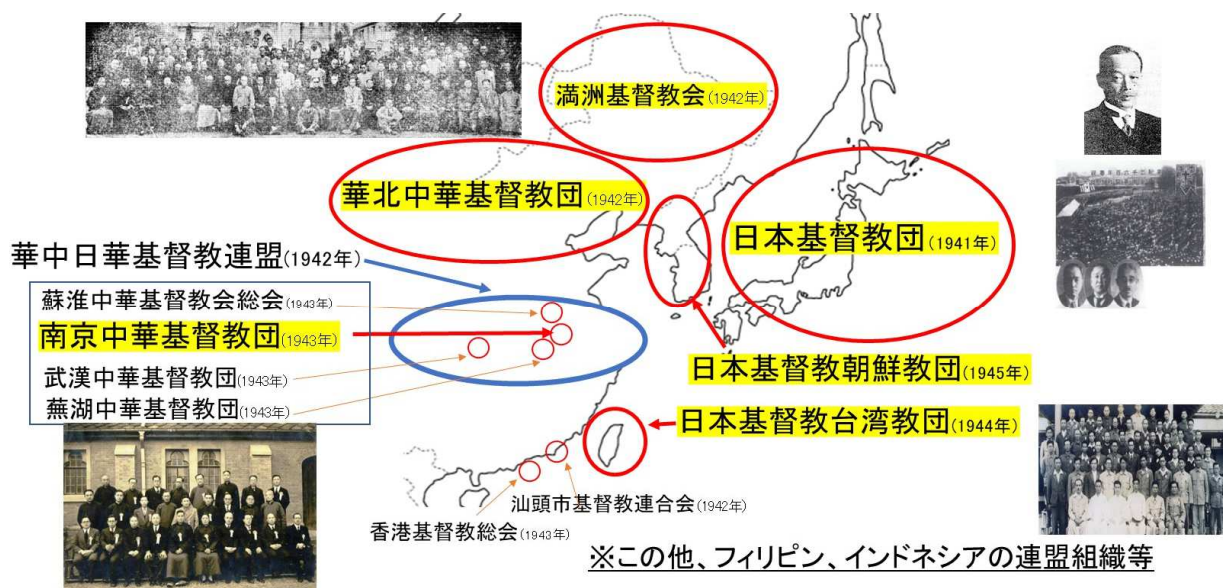 満洲基督教会(1942年)
華北中華基督教団(1942年)
日本基督教団(1941年)
華中日華基督教連盟(1942年)
蘇淮中華基督教会総会(1943年)
南京中華基督教団(1943年)
武漢中華基督教団(1943年)
蕪湖中華基督教団(1943年)
日本基督教朝鮮教団(1945年)
日本基督教台湾教団(1944年)
汕頭市基督教連合会(1942年)
香港基督教総会(1943年)
※この他、フィリピン、インドネシアの連盟組織等